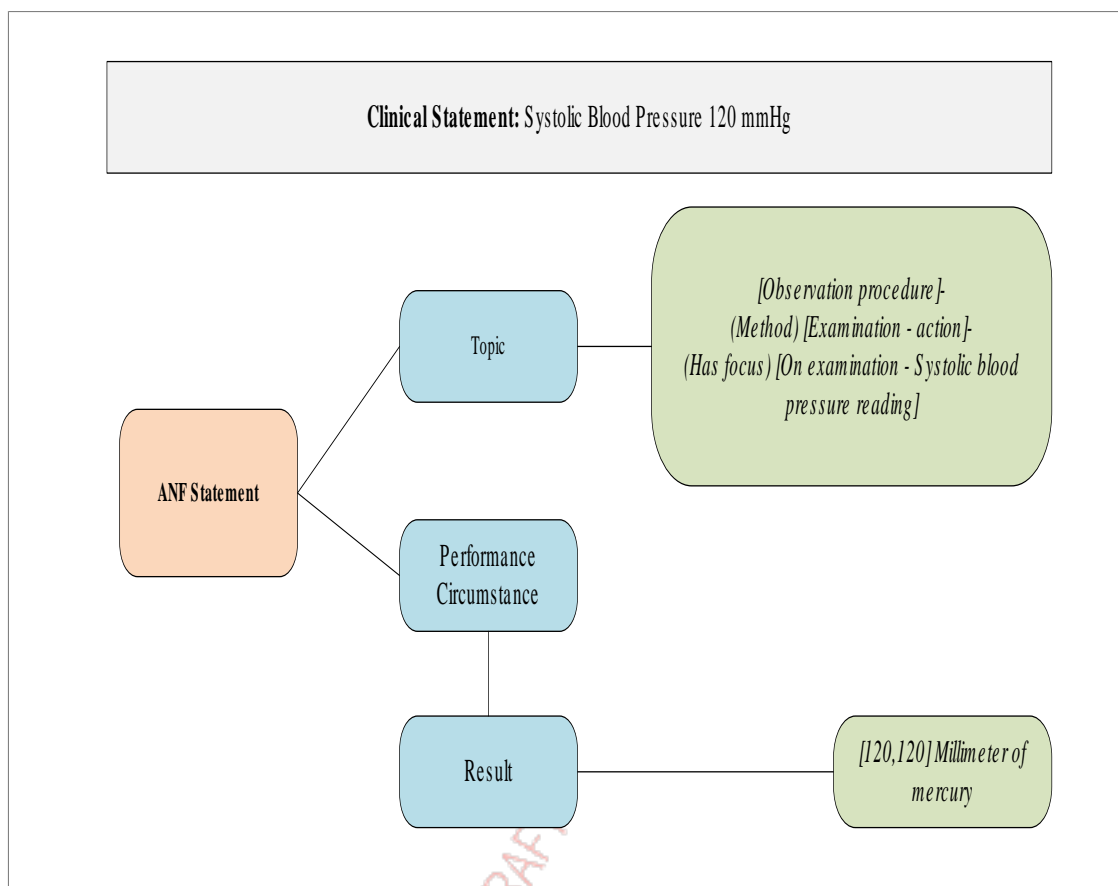 Clinical Statement: Systolic Blood Pressure 120 mmHg
[Observation procedure]-
(Method) [Examination - action]-
(Has focus) [On examination - Systolic blood
pressure reading]
Topic
ANF Statement
Performance
Circumstance
Result
[120,120] Millimeter of
mercury